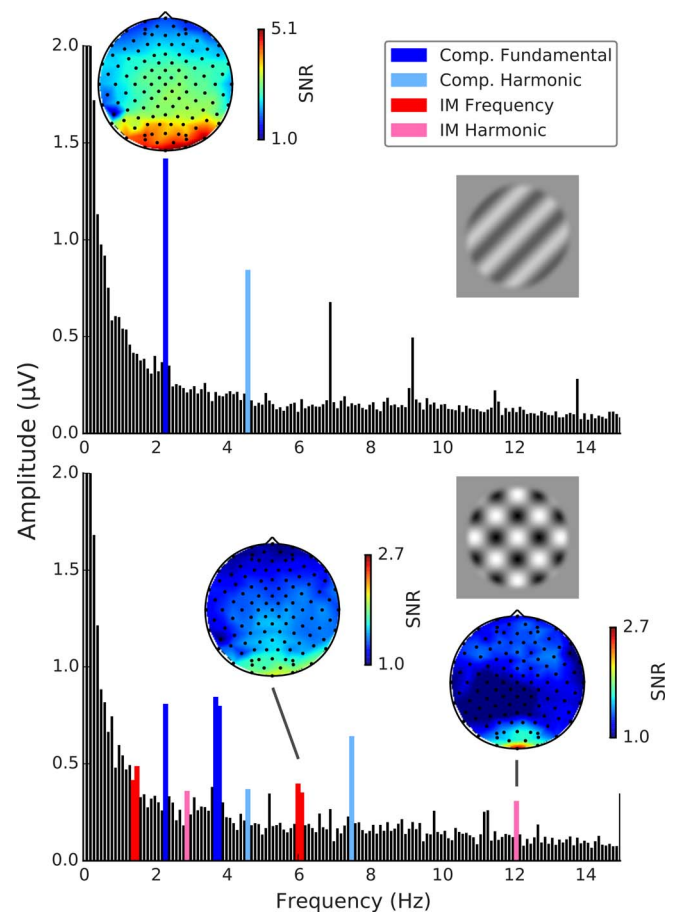 5.1
SNR
1.0
Comp. Fundamental
Comp. Harmonic
IM Frequency
IM Harmonic
2.0
1.5
1.0
0.5
0.0
0 2 4 6 8 10 12 14
Amplitude (µV)
2.0
1.5
1.0
0.5
0.0
2.7
SNR
1.0
2.7
SNR
1.0
0 2 4 6 8 10 12 14
Frequency (Hz)